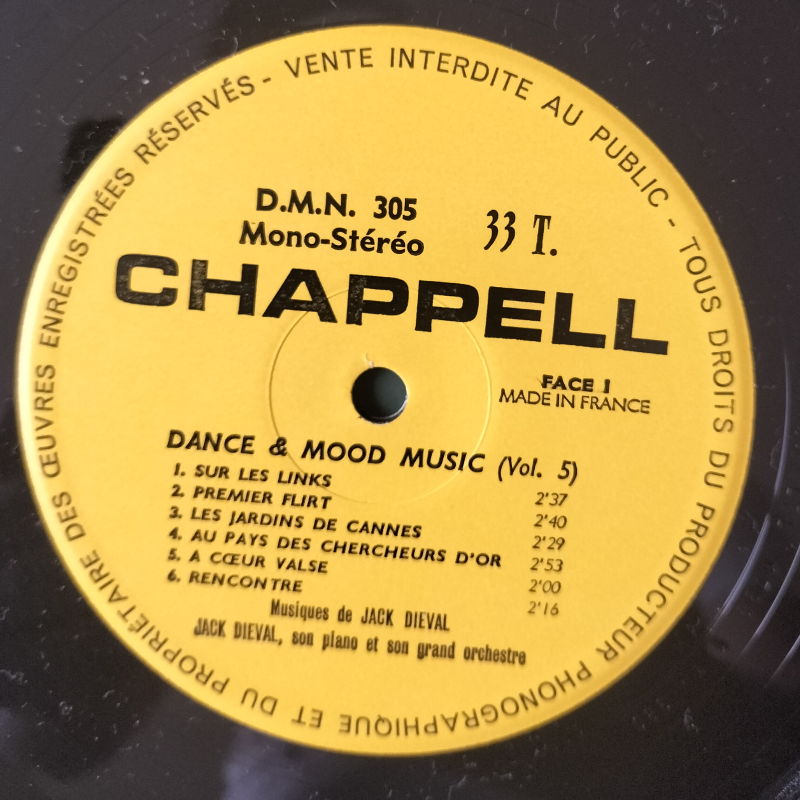 TOUS DROITS DU PRODUCTEUR PHONOGRAPHIQUE ET DU PROPRIÉTAIRE DES ŒUVRES ENREGISTRÉES RÉSERVÉS - VENTE INTERDITE AU PUBLIC -
D.M.N. 305
Mono-Stéréo
33 T.
CHAPPELL
FACE 1
MADE IN FRANCE
DANCE & MOOD MUSIC (Vol. 5)
1. SUR LES LINKS 2'37
2. PREMIER FLIRT 2'40
3. LES JARDINS DE CANNES 2'29
4. AU PAYS DES CHERCHEURS D'OR 2'53
5. A CŒUR VALSE 2'00
6. RENCONTRE 2'16
Musiques de JACK DIEVAL
JACK DIEVAL, son piano et son grand orchestre